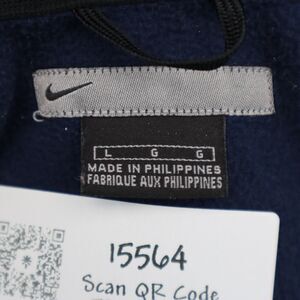 L G G
MADE IN PHILIPPINES
FABRIQUE AUX PHILIPPINES
15564
Scan QR Code